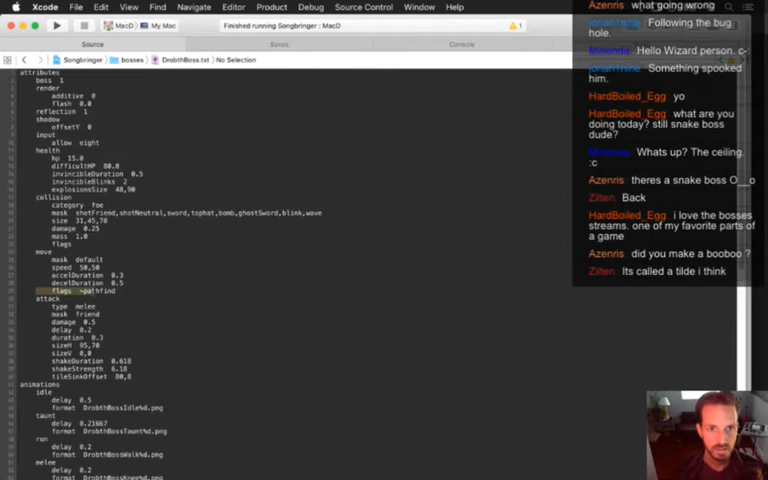 Xcode File Edit View Find Navigate Editor Product Debug Integrate Source Control Window Help
MacD My Mac Finished running Songbringer : MacD 1
Source Saves Console
Songbringer bosses DrobthBoss.txt No Selection
attributes
boss 1
render
additive 0
flash 0.0
reflection 1
shadow
offsetY 0
input
allow eight
health
hp 15.0
difficultHP 80.0
invincibleDuration 0.5
invincibleBlinks 2
explosionsSize 48,90
collision
category foe
mask shotFriend,shotNeutral,sword,tophat,bomb,ghostSword,blink,wave
size 31,45,70
damage 0.25
mass 1.0
flags
move
mask default
speed 50,50
accelDuration 0.3
decelDuration 0.5
flags ~pathfind
attack
type melee
mask friend
damage 0.5
delay 0.2
duration 0.3
sizeH 95,70
sizeV 0,0
shakeDuration 0.618
shakeStrength 6.18
tileSinkOffset 80,8
animations
idle
delay 0.5
format DrobthBossIdle%d.png
taunt
delay 0.21667
format DrobthBossTaunt%d.png
run
delay 0.2
format DrobthBossWalk%d.png
melee
delay 0.2
format DrobthBossKnee%d.png
Azenris what going wrong
jonah1nine Following the bug
hole.
Minenda Hello Wizard person. c-:
jonah1nine Something spooked
him.
HardBoiled_Egg yo
HardBoiled_Egg what are you
doing today? still snake boss
dude?
Minenda Whats up? The ceiling.
:c
Azenris theres a snake boss O__o
Zilten Back
HardBoiled_Egg i love the bosses
streams. one of my favorite parts of
a game
Azenris did you make a booboo ?
Zilten Its called a tilde i think